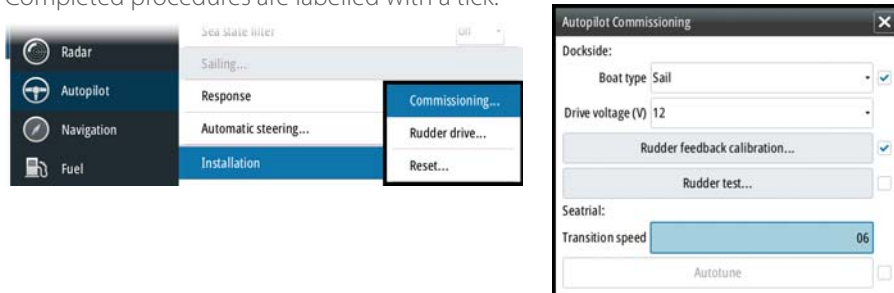 Completed procedures are labelled with a tick.
Radar
Autopilot
Navigation
Fuel
Sea state filter
Off
Sailing...
Response
Automatic steering...
Installation
Commissioning...
Rudder drive...
Reset...
Autopilot Commissioning
Dockside:
Boat type Sail
Drive voltage (V) 12
Rudder feedback calibration...
Rudder test...
Seatrial:
Transition speed 06
Autotune